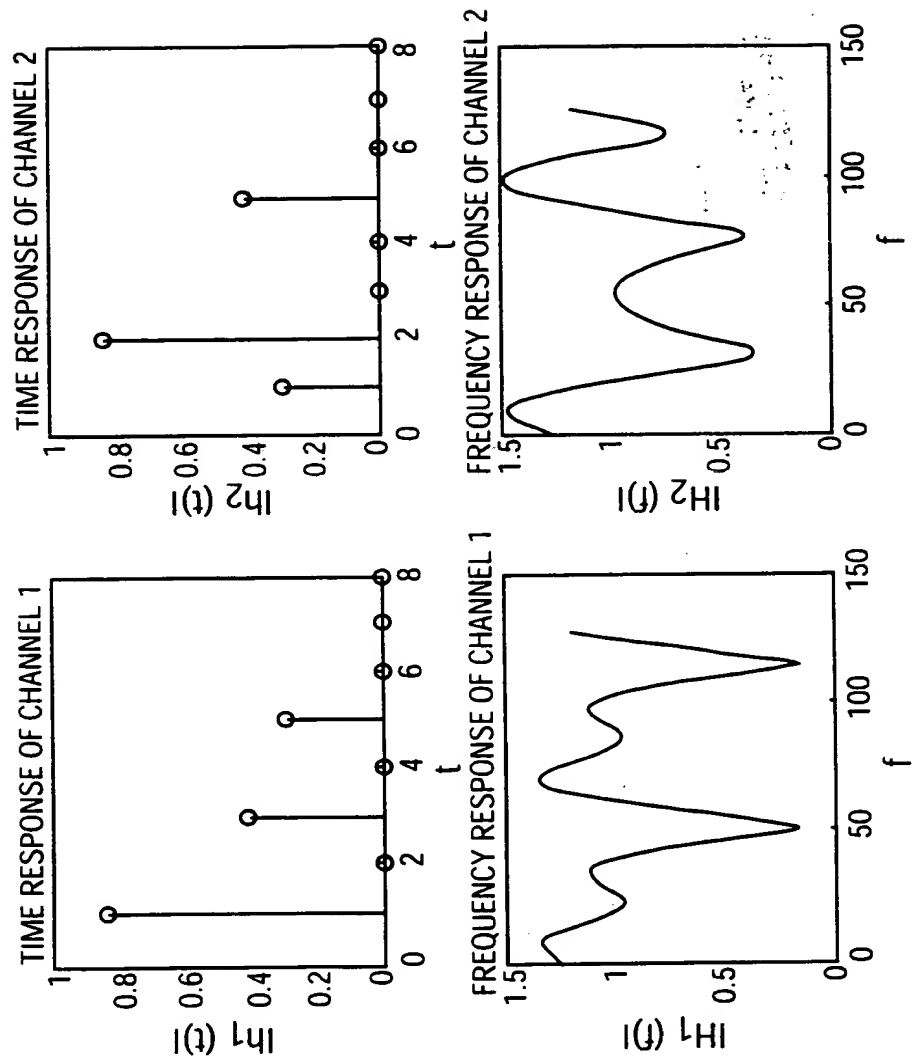 TIME RESPONSE OF CHANNEL 1
1
0.8
0.6
0.4
0.2
0
|h1 (t)|
0 2 4 6 8
t
TIME RESPONSE OF CHANNEL 2
1
0.8
0.6
0.4
0.2
0
|h2 (t)|
0 2 4 6 8
t
FREQUENCY RESPONSE OF CHANNEL 1
1.5
1
0.5
0
|H1 (f)|
0 50 100 150
f
FREQUENCY RESPONSE OF CHANNEL 2
1.5
1
0.5
0
|H2 (f)|
0 50 100 150
f